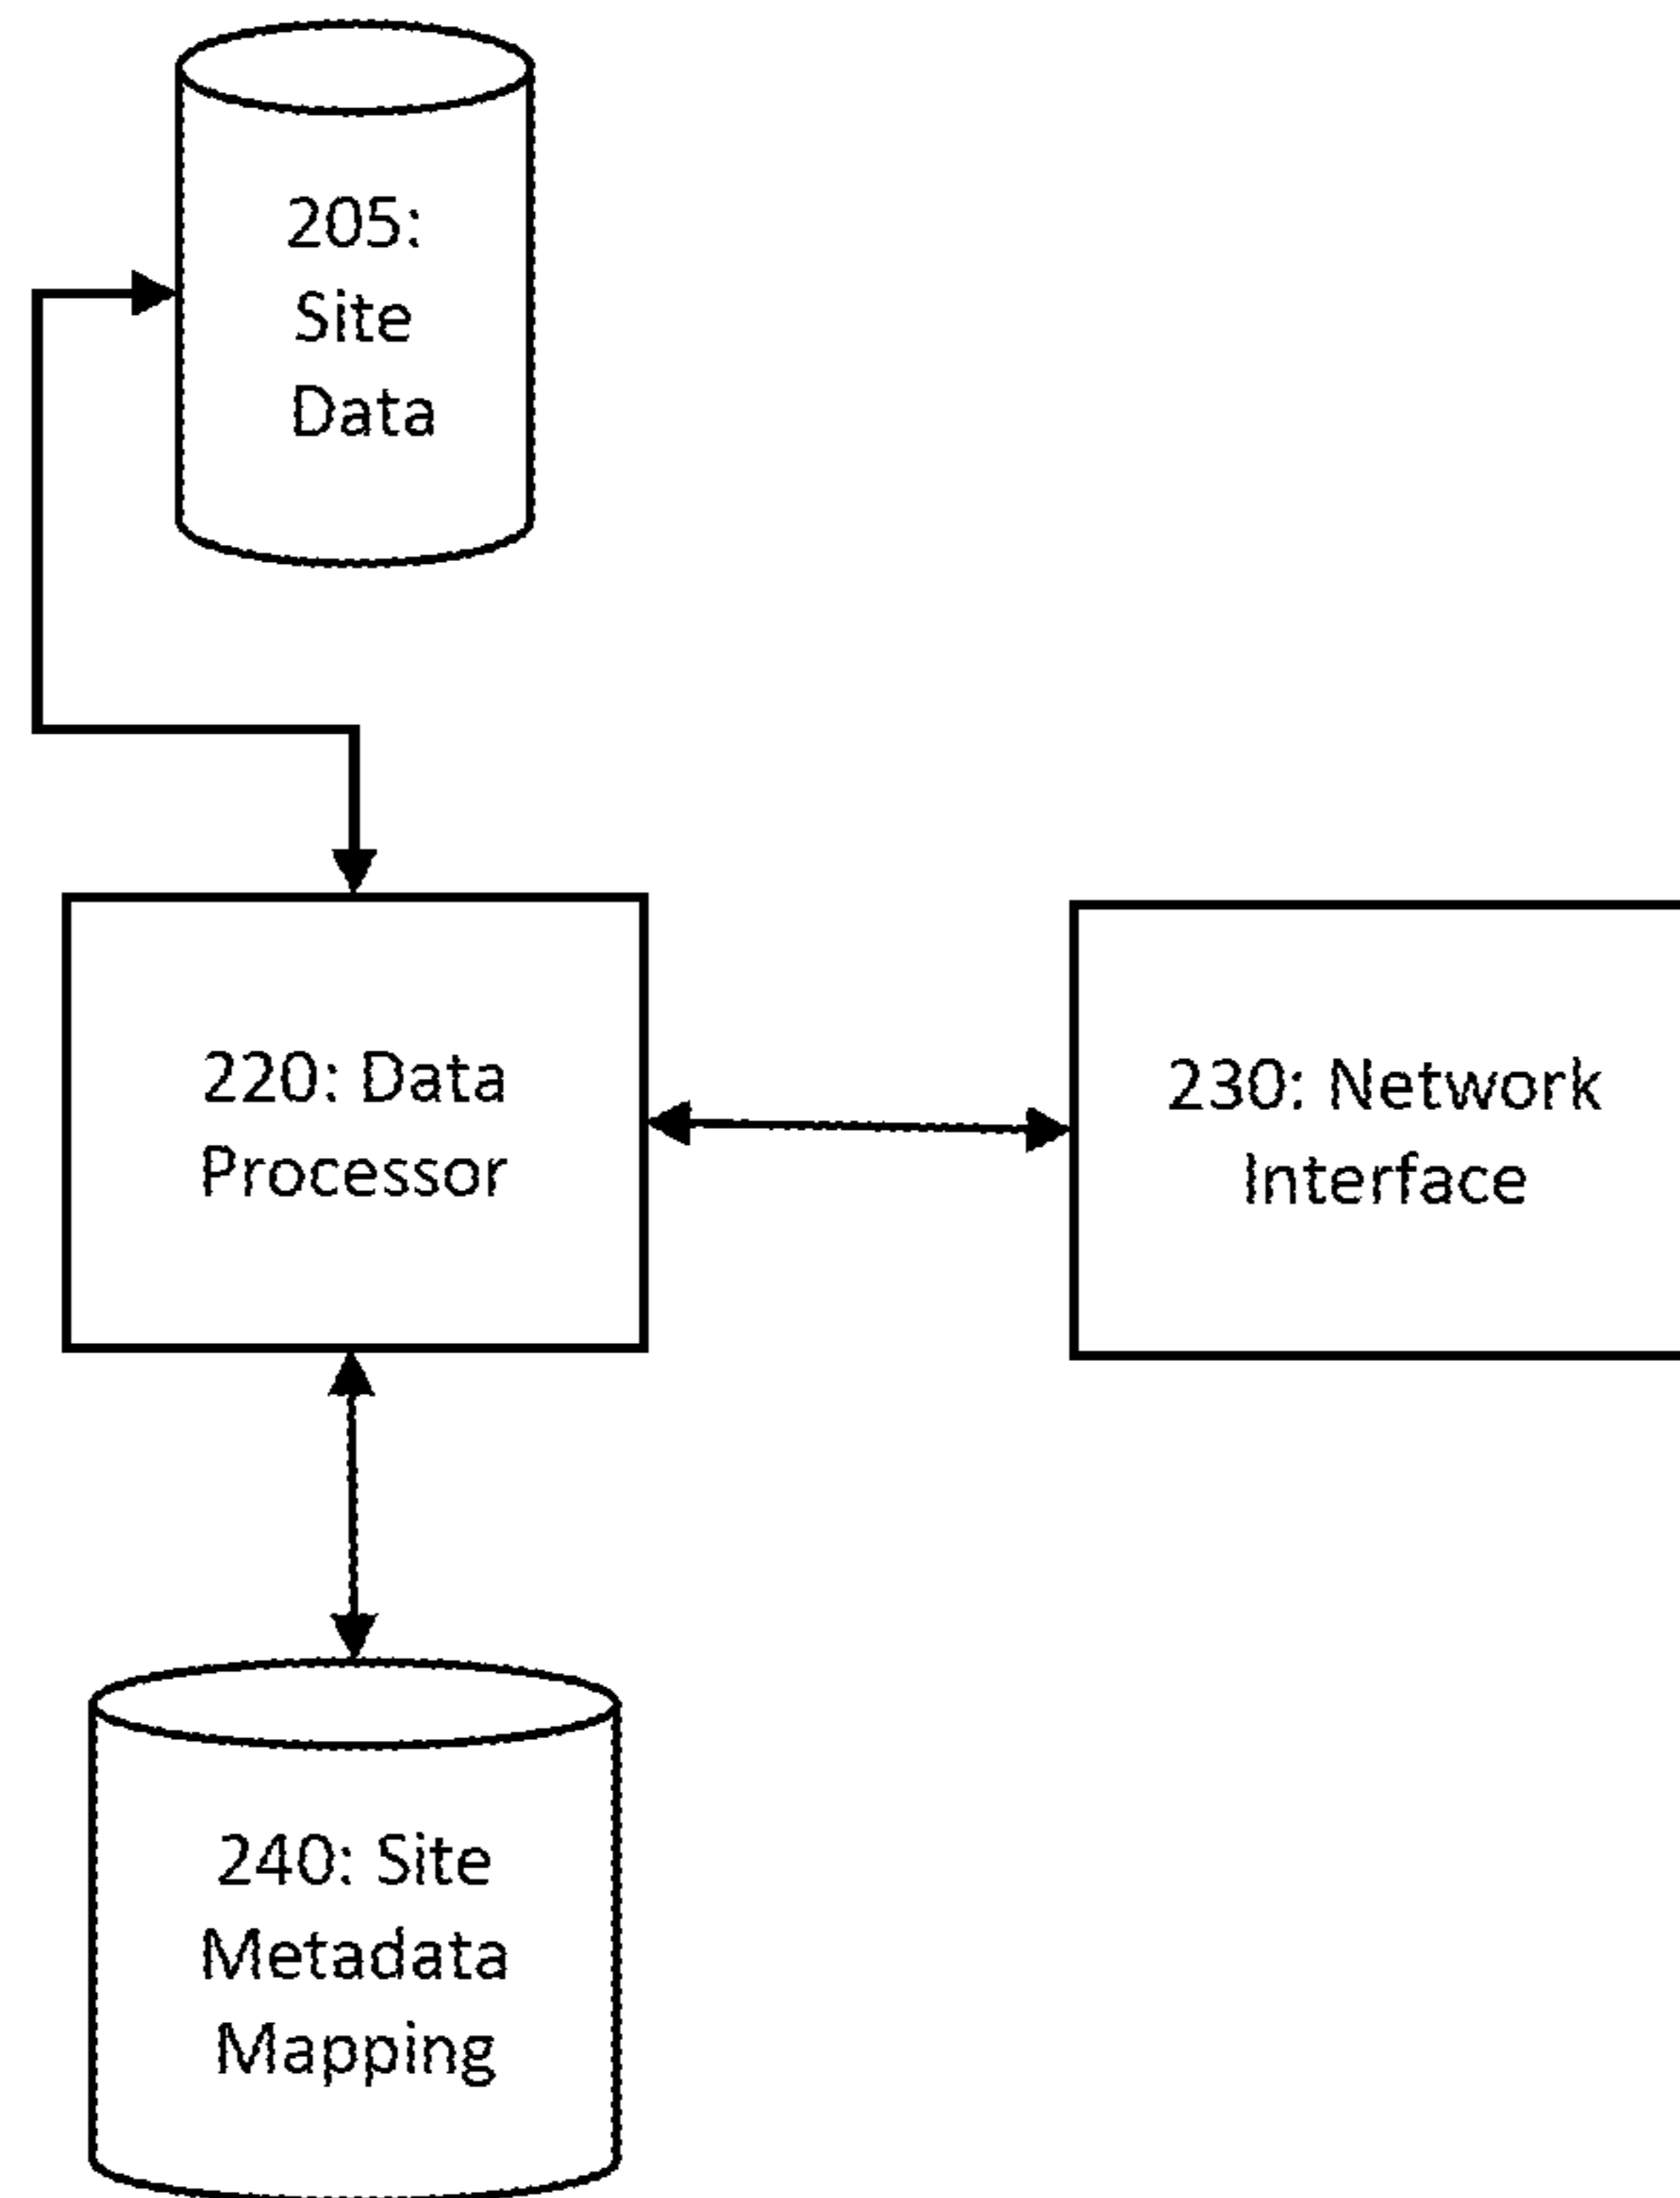 205:
Site
Data
220: Data
Processor
230: Network
Interface
240: Site
Metadata
Mapping